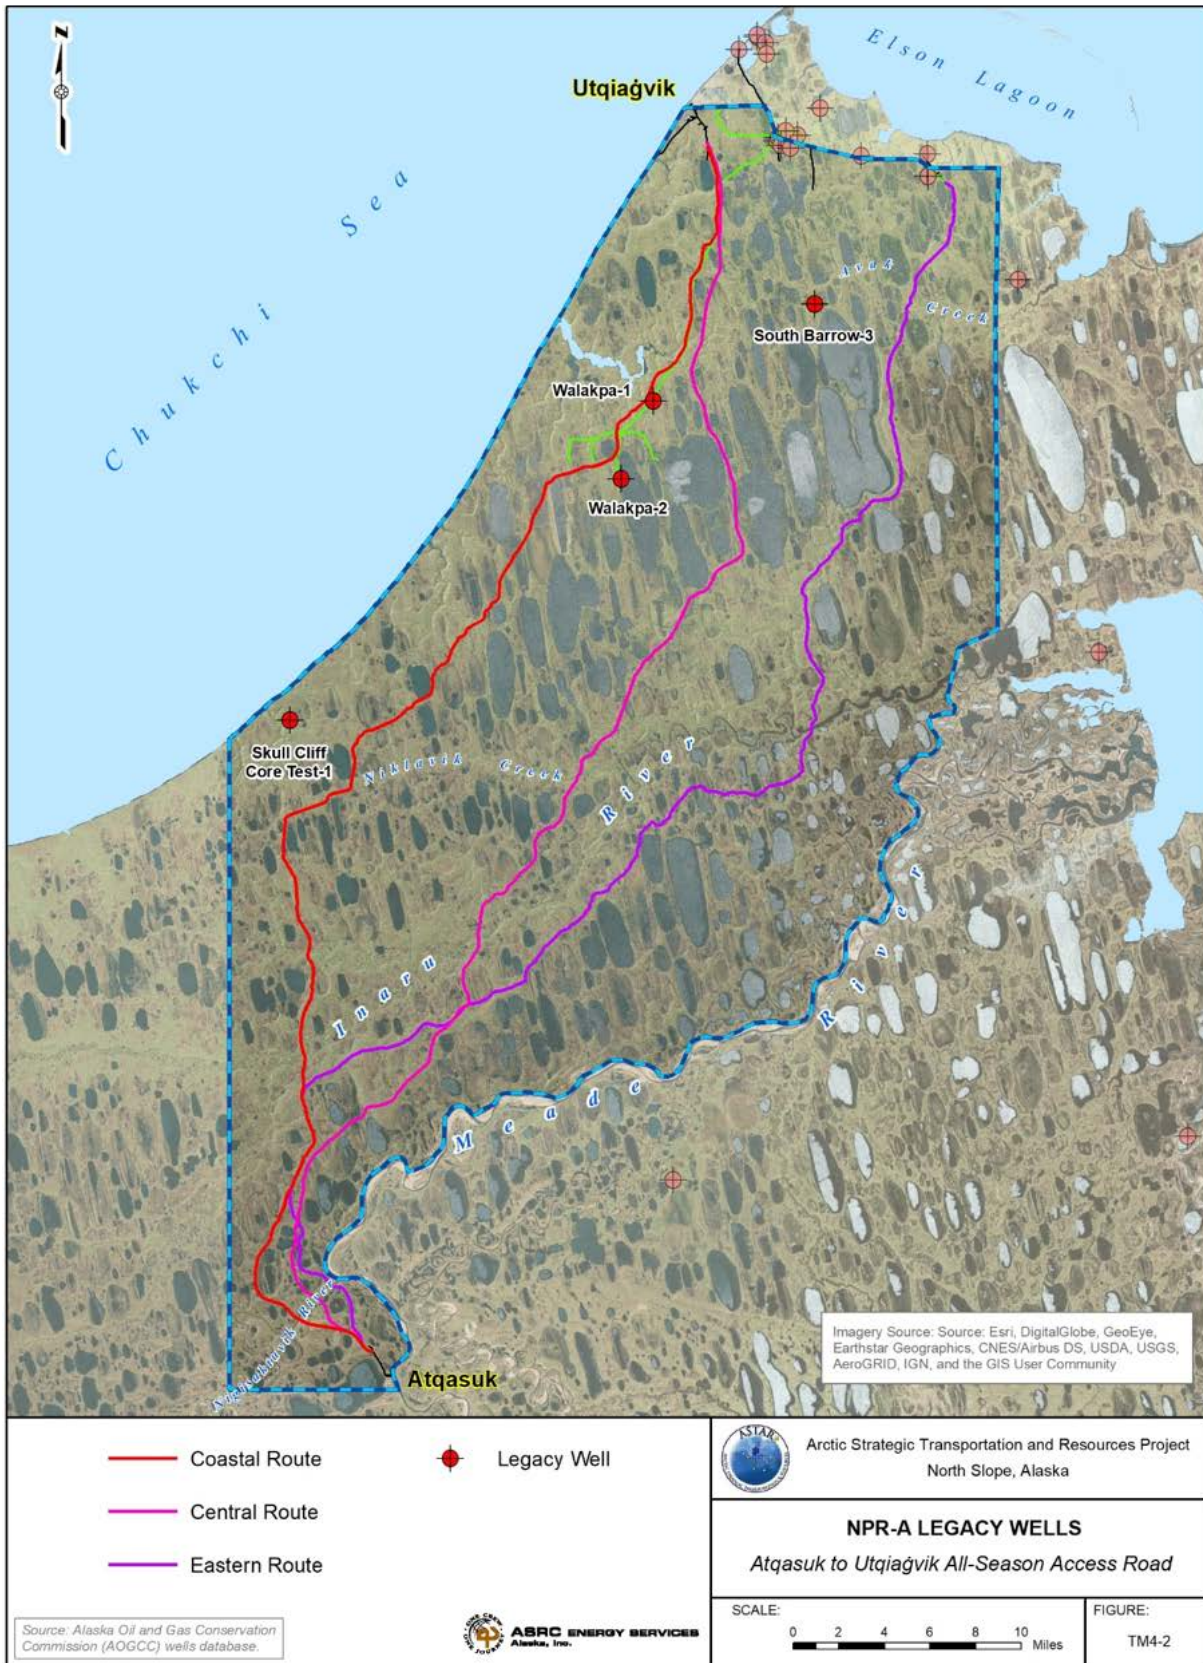 N
Elson Lagoon
Utqiaġvik
Chukchi Sea
Avak
Creek
South Barrow-3
Walakpa-1
Walakpa-2
Skull Cliff
Core Test-1
Niklavik Creek
Inaru River
Meade River
River
Atqasuk
Imagery Source: Source: Esri, DigitalGlobe, GeoEye,
Earthstar Geographics, CNES/Airbus DS, USDA, USGS,
AeroGRID, IGN, and the GIS User Community
Coastal Route
Legacy Well
Central Route
Eastern Route
Source: Alaska Oil and Gas Conservation
Commission (AOGCC) wells database.
ASRC ENERGY SERVICES
Alaska, Inc.
ASTAR
Arctic Strategic Transportation and Resources Project
North Slope, Alaska
NPR-A LEGACY WELLS
Atqasuk to Utqiaġvik All-Season Access Road
SCALE:
0 2 4 6 8 10
Miles
FIGURE:
TM4-2